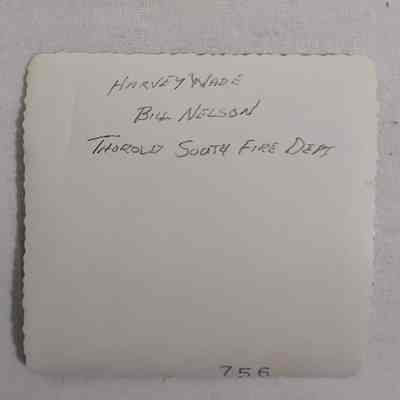 HARVEY WADE
BILL NELSON
THOROLD SOUTH FIRE DEPT
756